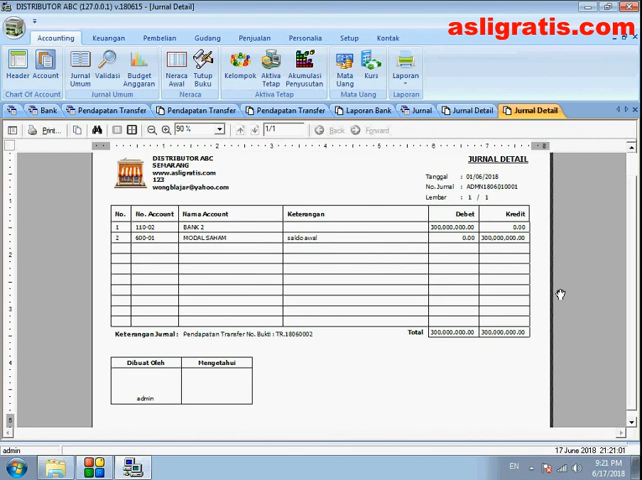 DISTRIBUTOR ABC (127.0.0.1) v.180615 - [Jurnal Detail]
asligratis.com
Accounting Keuangan Pembelian Gudang Penjualan Personalia Setup Kontak
Header Account Jurnal Umum Validasi Budget Anggaran Neraca Awal Tutup Buku Kelompok Aktiva Tetap Akumulasi Penyusutan Mata Uang Kurs Laporan
Chart Of Account Jurnal Umum Neraca Aktiva Tetap Mata Uang Laporan
Bank Pendapatan Transfer Pendapatan Transfer Pendapatan Transfer Laporan Bank Jurnal Jurnal Detail Jurnal Detail
Print... 90 % 1/1 Back Forward
DISTRIBUTOR ABC
SEMARANG
www.asligratis.com
123
wongblajar@yahoo.com
JURNAL DETAIL
Tanggal : 01/06/2018
No.Jurnal : ADMN1806010001
Lembar : 1 / 1
No. No. Account Nama Account Keterangan Debet Kredit
1 110-02 BANK 2 300,000,000.00 0.00
2 600-01 MODAL SAHAM saldo awal 0.00 300,000,000.00
Keterangan Jurnal : Pendapatan Transfer No. Bukti : TR.18060002 Total 300,000,000.00 300,000,000.00
Dibuat Oleh Mengetahui
admin
admin 17 June 2018 21:21:01
EN 9:21 PM
6/17/2018